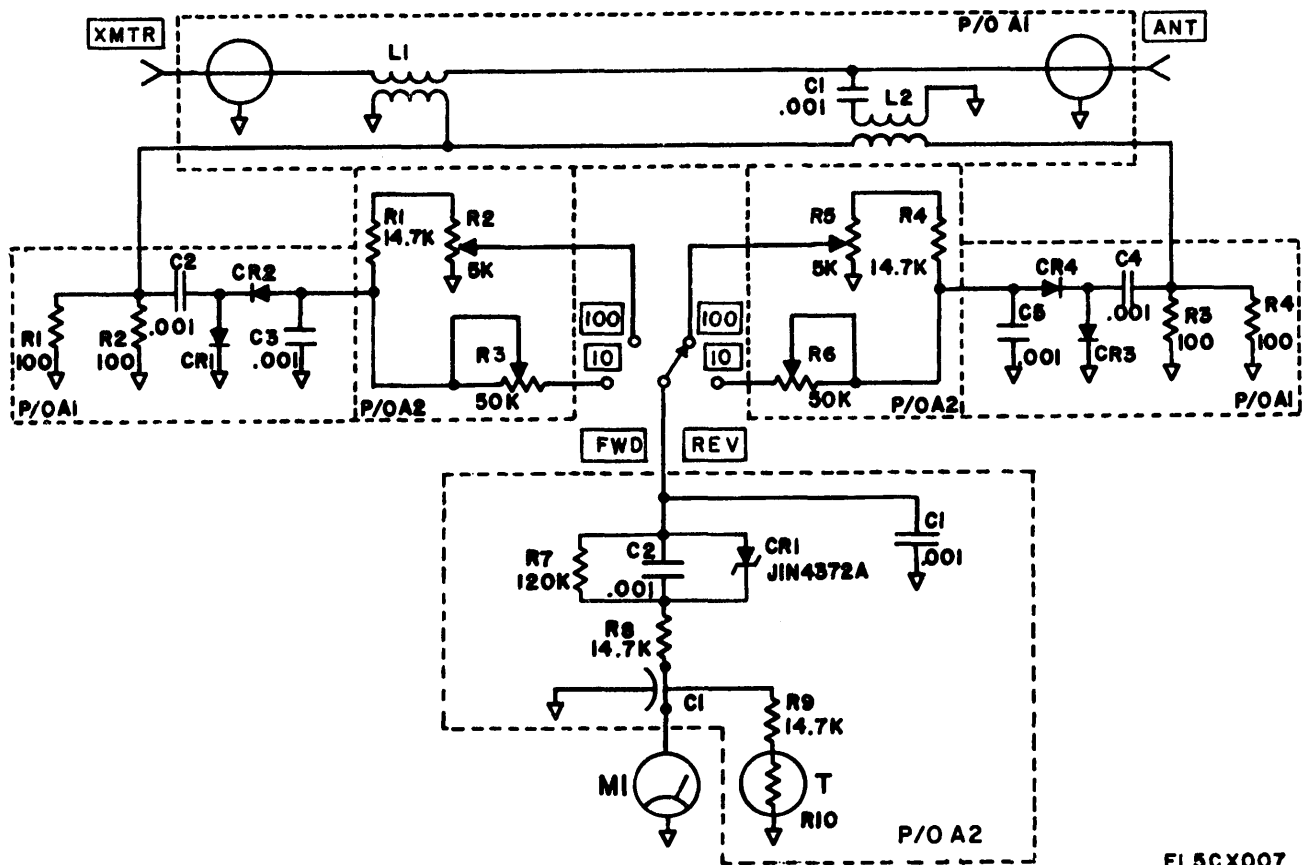 XMTR
P/O A1
ANT
L1
C1
.001
L2
R1
14.7K
R2
5K
R5
5K
R4
14.7K
C2
.001
CR2
CR1
C3
.001
R1
100
R2
100
P/O A1
R3
50K
P/O A2
100
10
100
10
R6
50K
P/O A2
C5
.001
CR4
C4
.001
CR3
R3
100
R4
100
P/O A1
FWD
REV
R7
120K
C2
.001
CR1
JIN4372A
C1
.001
R8
14.7K
C1
R9
14.7K
M1
T
R10
P/O A2
EL5CX007